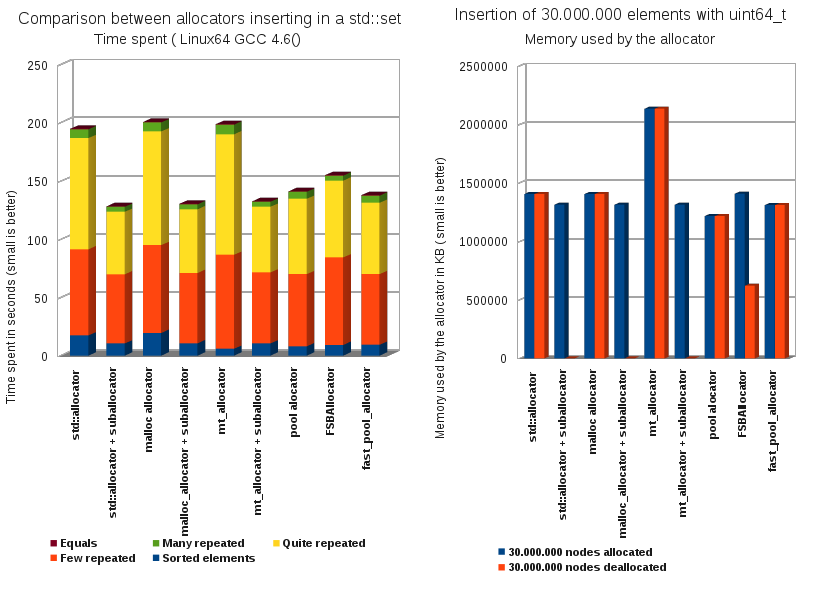 Comparison between allocators inserting in a std::set
Time spent ( Linux64 GCC 4.6()
Time spent in seconds (small is better)
250
200
150
100
50
0
std::allocator
std::allocator + suballocator
malloc allocator
malloc_allocator + suballocator
mt_allocator
mt_allocator + suballocator
pool alocator
FSBAllocator
fast_pool_allocator
Equals
Many repeated
Quite repeated
Few repeated
Sorted elements
Insertion of 30.000.000 elements with uint64_t
Memory used by the allocator
Memory used by the allocator in KB ( small is better)
2500000
2000000
1500000
1000000
500000
0
std::allocator
std::allocator + suballocator
malloc allocator
malloc_allocator + suballocator
mt_allocator
mt_allocator + suballocator
pool alocator
FSBAllocator
fast_pool_allocator
30.000.000 nodes allocated
30.000.000 nodes deallocated